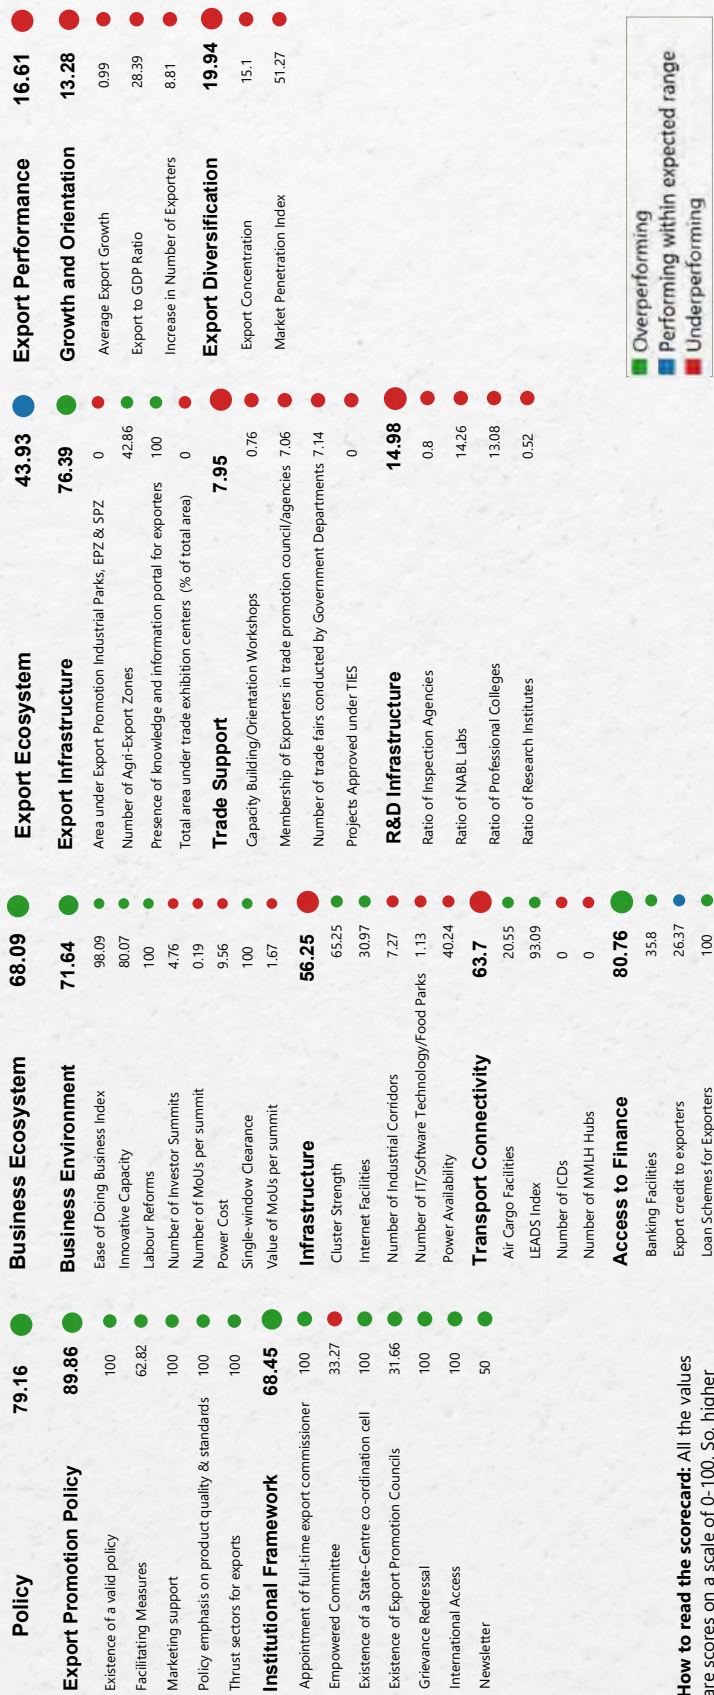 Policy 79.16
Export Promotion Policy 89.86
Existence of a valid policy 100
Facilitating Measures 62.82
Marketing support 100
Policy emphasis on product quality & standards 100
Thrust sectors for exports 100
Institutional Framework 68.45
Appointment of full-time export commissioner 100
Empowered Committee 33.27
Existence of a State-Centre co-ordination cell 100
Existence of Export Promotion Councils 31.66
Grievance Redressal 100
International Access 100
Newsletter 50
How to read the scorecard: All the values
are scores on a scale of 0-100. So, higher
Business Ecosystem 68.09
Business Environment 71.64
Ease of Doing Business Index 98.09
Innovative Capacity 80.07
Labour Reforms 100
Number of Investor Summits 4.76
Number of MoUs per summit 0.19
Power Cost 9.56
Single-window Clearance 100
Value of MoUs per summit 1.67
Infrastructure 56.25
Cluster Strength 65.25
Internet Facilities 30.97
Number of Industrial Corridors 7.27
Number of IT/Software Technology/Food Parks 1.13
Power Availability 40.24
Transport Connectivity 63.7
Air Cargo Facilities 20.55
LEADS Index 93.09
Number of ICDs 0
Number of MMLH Hubs 0
Access to Finance 80.76
Banking Facilities 35.8
Export credit to exporters 26.37
Loan Schemes for Exporters 100
Export Ecosystem 43.93
Export Infrastructure 76.39
Area under Export Promotion Industrial Parks, EPZ & SPZ 0
Number of Agri-Export Zones 42.86
Presence of knowledge and information portal for exporters 100
Total area under trade exhibition centers (% of total area) 0
Trade Support 7.95
Capacity Building/Orientation Workshops 0.76
Membership of Exporters in trade promotion council/agencies 7.06
Number of trade fairs conducted by Government Departments 7.14
Projects Approved under TIES 0
R&D Infrastructure 14.98
Ratio of Inspection Agencies 0.8
Ratio of NABL Labs 14.26
Ratio of Professional Colleges 13.08
Ratio of Research Institutes 0.52
Export Performance 16.61
Growth and Orientation 13.28
Average Export Growth 0.99
Export to GDP Ratio 28.39
Increase in Number of Exporters 8.81
Export Diversification 19.94
Export Concentration 15.1
Market Penetration Index 51.27
Overperforming
Performing within expected range
Underperforming